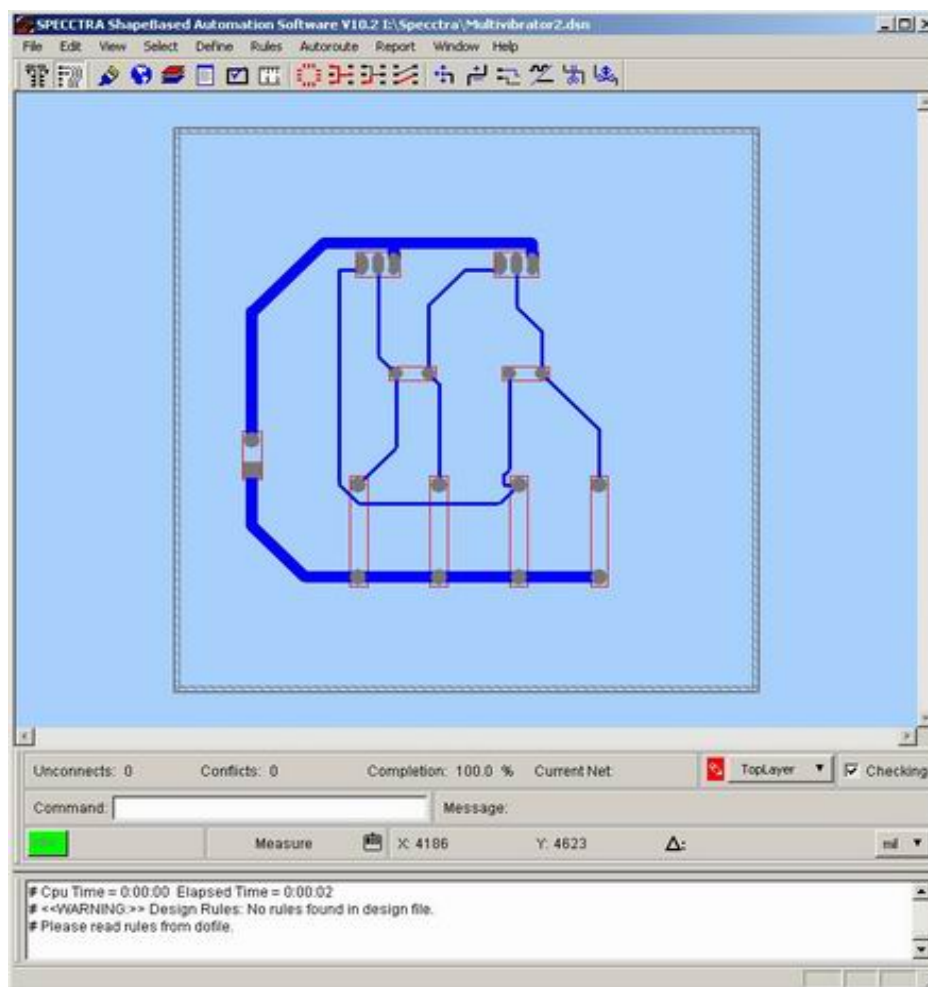 SPECCTRA ShapeBased Automation Software V10.2 I:\Specctra\Multivibrator2.dsn
File Edit View Select Define Rules Autoroute Report Window Help
Unconnects: 0 Conflicts: 0 Completion: 100.0 % Current Net: TopLayer Checking
Command: Message:
Measure X: 4186 Y: 4623 Δ: mil
# Cpu Time = 0:00:00 Elapsed Time = 0:00:02
# <<WARNING:>> Design Rules: No rules found in design file.
# Please read rules from dofile.